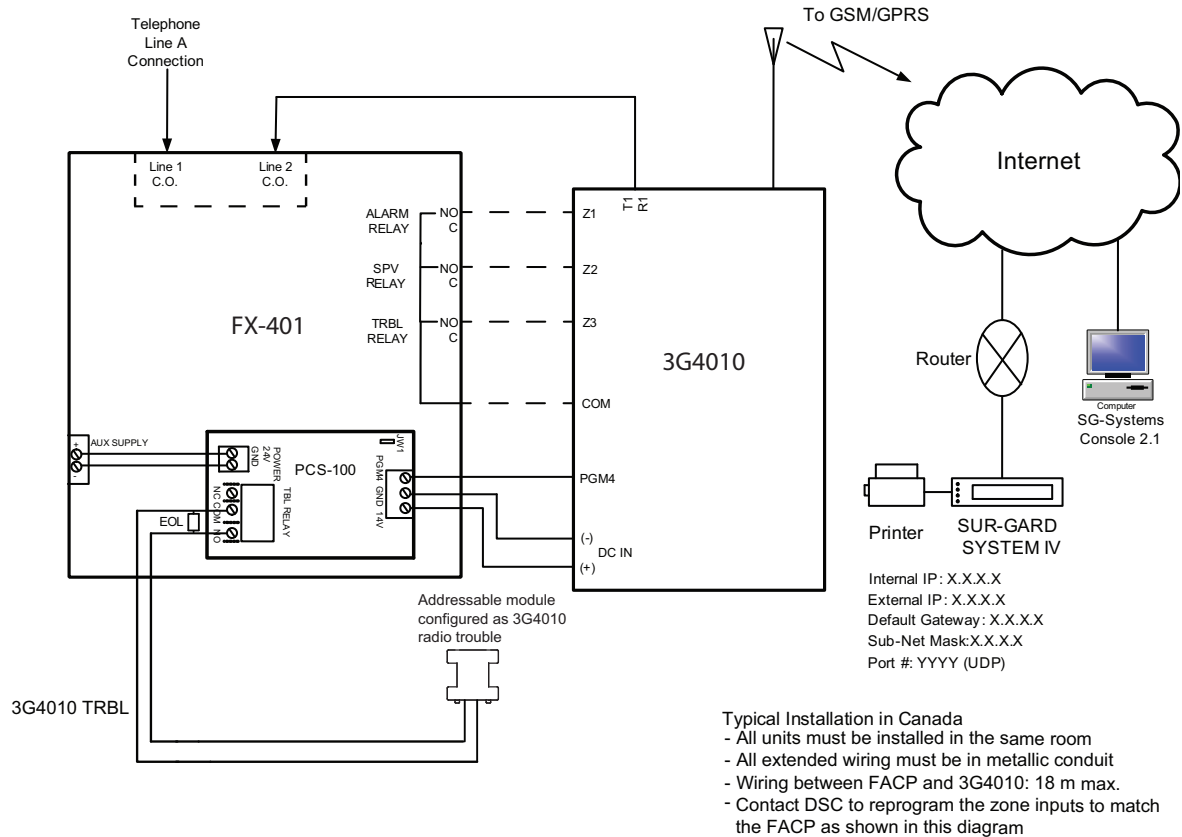 To GSM/GPRS
Telephone
Line A
Connection
Line 1
C.O.
Line 2
C.O.
T1
R1
Internet
ALARM
RELAY
NO
C
Z1
SPV
RELAY
NO
C
Z2
FX-401
TRBL
RELAY
NO
C
Z3
3G4010
Router
COM
Computer
SG-Systems
Console 2.1
+
-
AUX SUPPLY
POWER
24V
GND
PCS-100
JW1
PGM4 GND 14V
PGM4
TBL RELAY
NC COM NO
EOL
(-)
DC IN
(+)
Printer
SUR-GARD
SYSTEM IV
Internal IP: X.X.X.X
External IP: X.X.X.X
Default Gateway: X.X.X.X
Sub-Net Mask:X.X.X.X
Port #: YYYY (UDP)
Addressable module
configured as 3G4010
radio trouble
3G4010 TRBL
Typical Installation in Canada
- All units must be installed in the same room
- All extended wiring must be in metallic conduit
- Wiring between FACP and 3G4010: 18 m max.
- Contact DSC to reprogram the zone inputs to match
the FACP as shown in this diagram